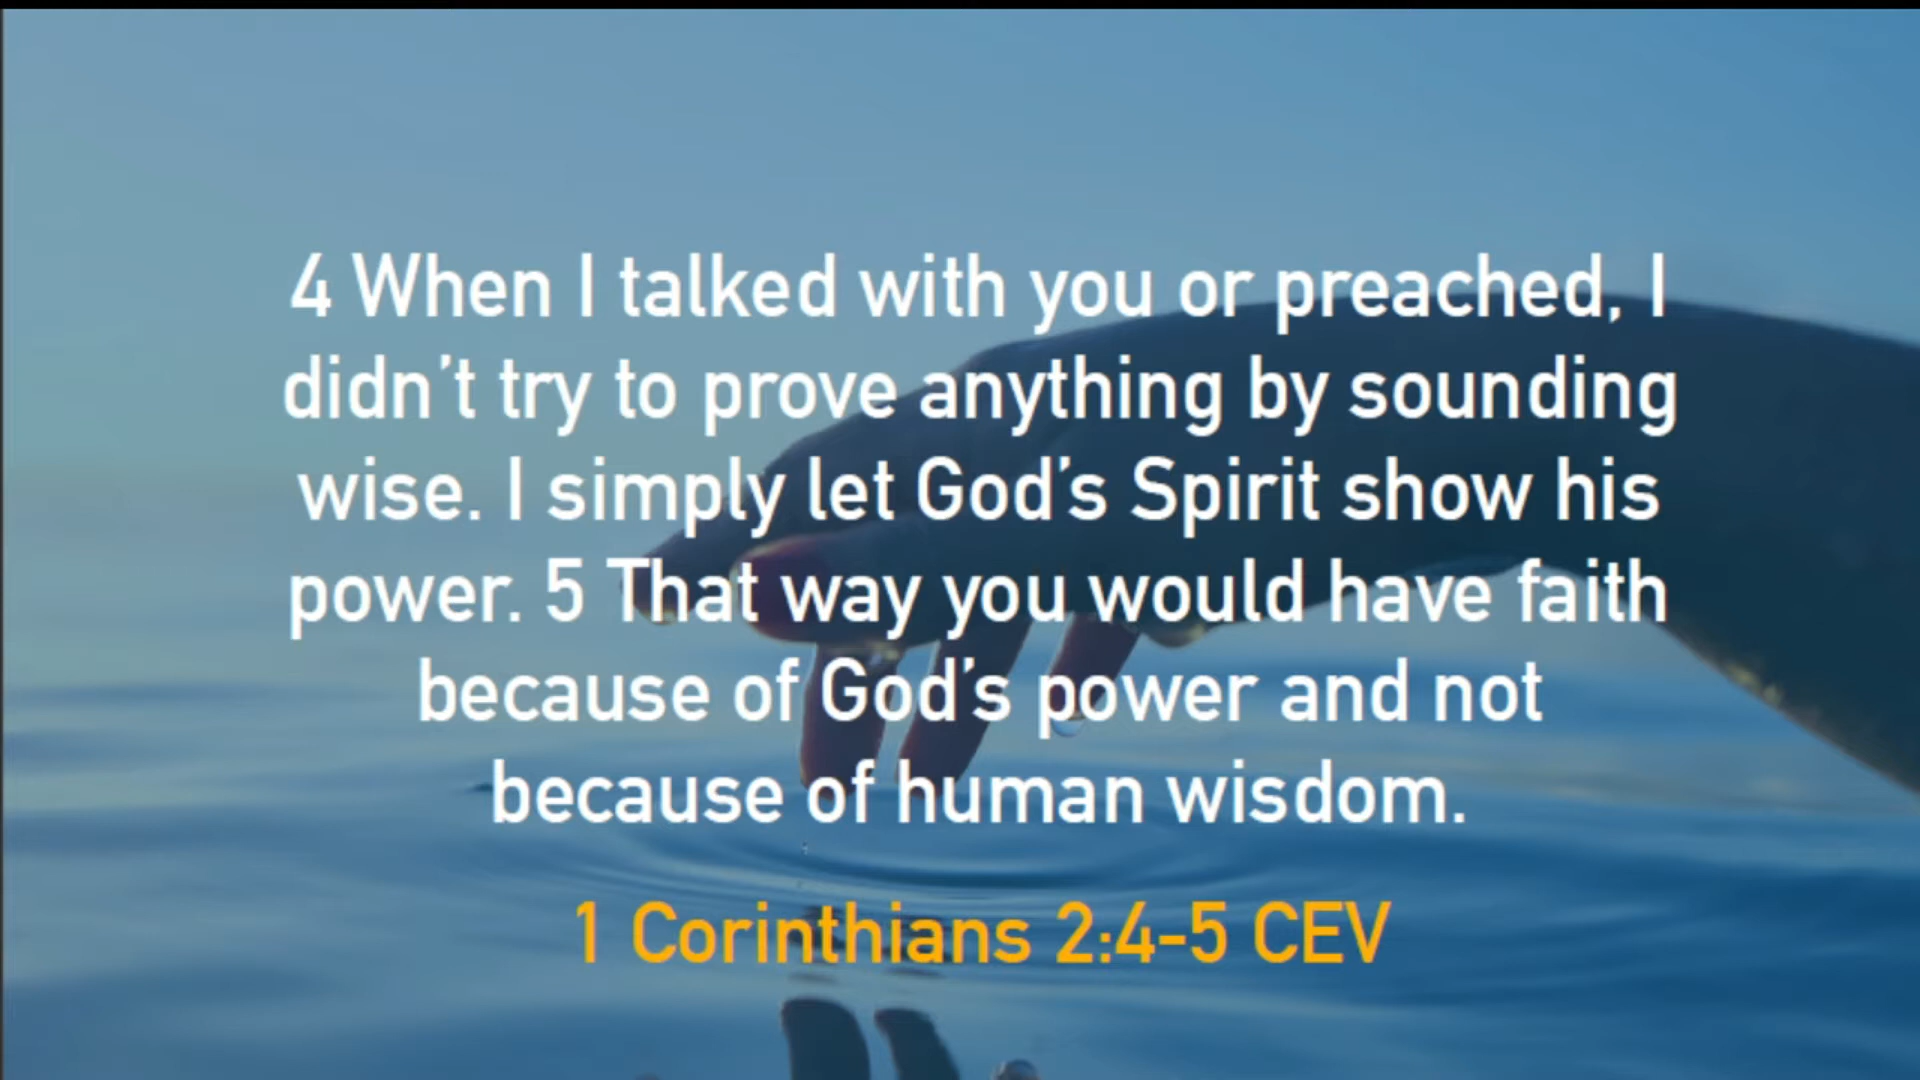 4 When I talked with you or preached, I
didn't try to prove anything by sounding
wise. I simply let God's Spirit show his
power. 5 That way you would have faith
because of God's power and not
because of human wisdom.
1 Corinthians 2:4-5 CEV